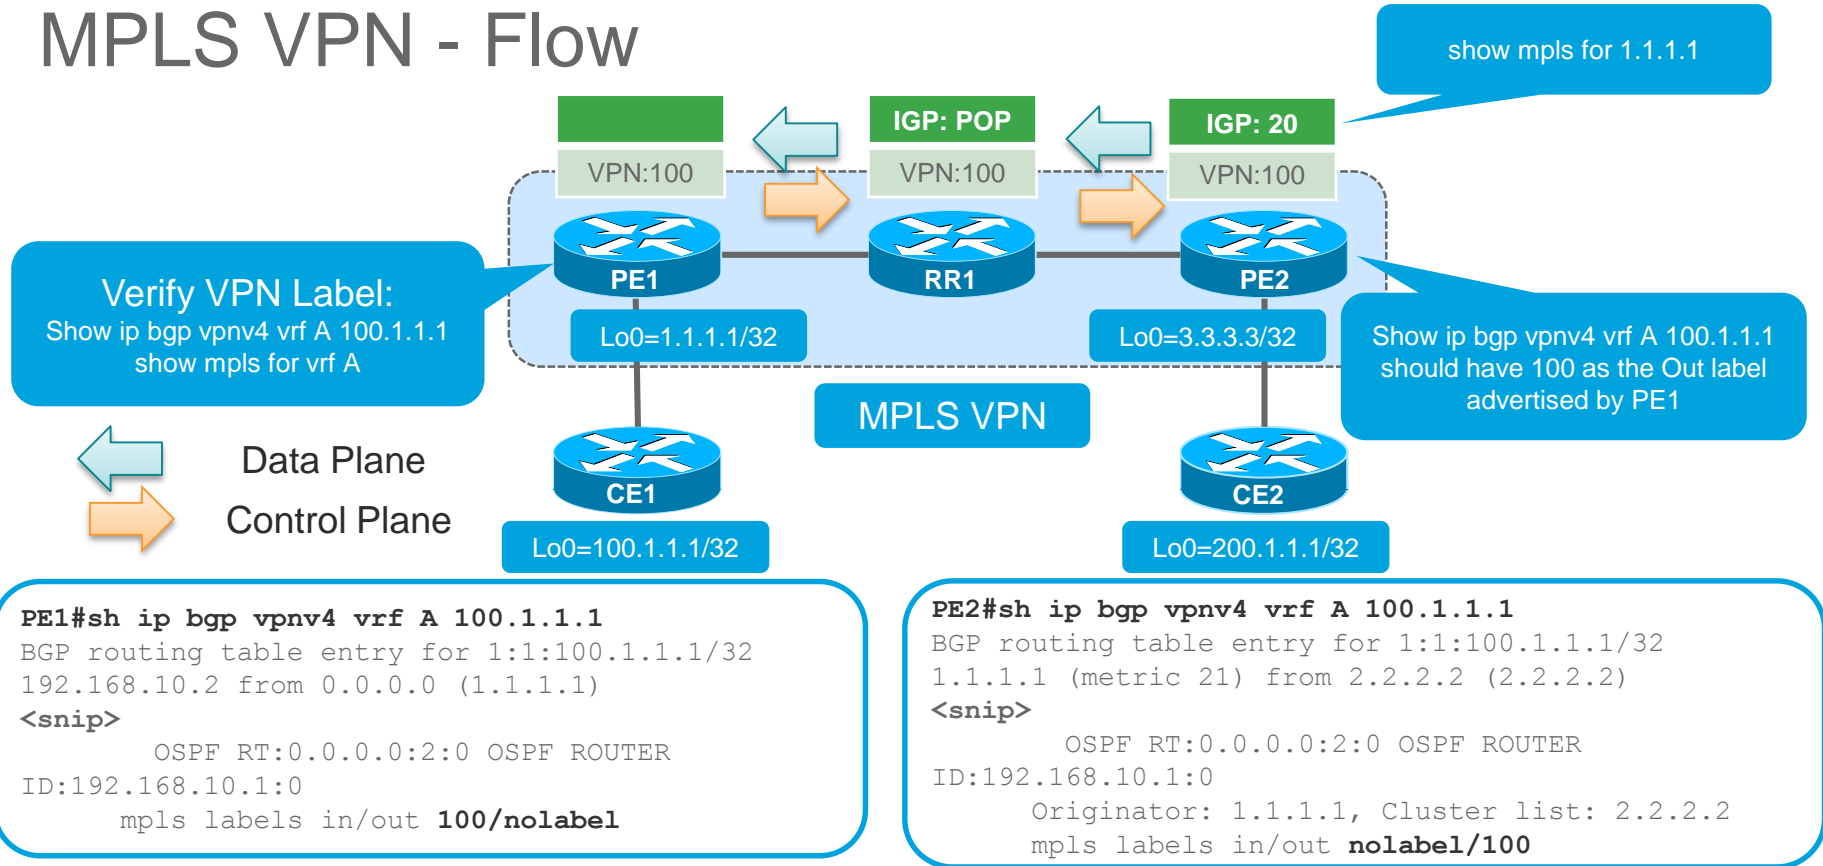 MPLS VPN - Flow
show mpls for 1.1.1.1
IGP: POP
IGP: 20
VPN:100
VPN:100
VPN:100
PE1
RR1
PE2
Verify VPN Label:
Show ip bgp vpnv4 vrf A 100.1.1.1
show mpls for vrf A
Lo0=1.1.1.1/32
Lo0=3.3.3.3/32
Show ip bgp vpnv4 vrf A 100.1.1.1
should have 100 as the Out label
advertised by PE1
MPLS VPN
Data Plane
Control Plane
CE1
CE2
Lo0=100.1.1.1/32
Lo0=200.1.1.1/32
PE1#sh ip bgp vpnv4 vrf A 100.1.1.1
BGP routing table entry for 1:1:100.1.1.1/32
192.168.10.2 from 0.0.0.0 (1.1.1.1)
<snip>
OSPF RT:0.0.0.0:2:0 OSPF ROUTER
ID:192.168.10.1:0
mpls labels in/out 100/nolabel
PE2#sh ip bgp vpnv4 vrf A 100.1.1.1
BGP routing table entry for 1:1:100.1.1.1/32
1.1.1.1 (metric 21) from 2.2.2.2 (2.2.2.2)
<snip>
OSPF RT:0.0.0.0:2:0 OSPF ROUTER
ID:192.168.10.1:0
Originator: 1.1.1.1, Cluster list: 2.2.2.2
mpls labels in/out nolabel/100